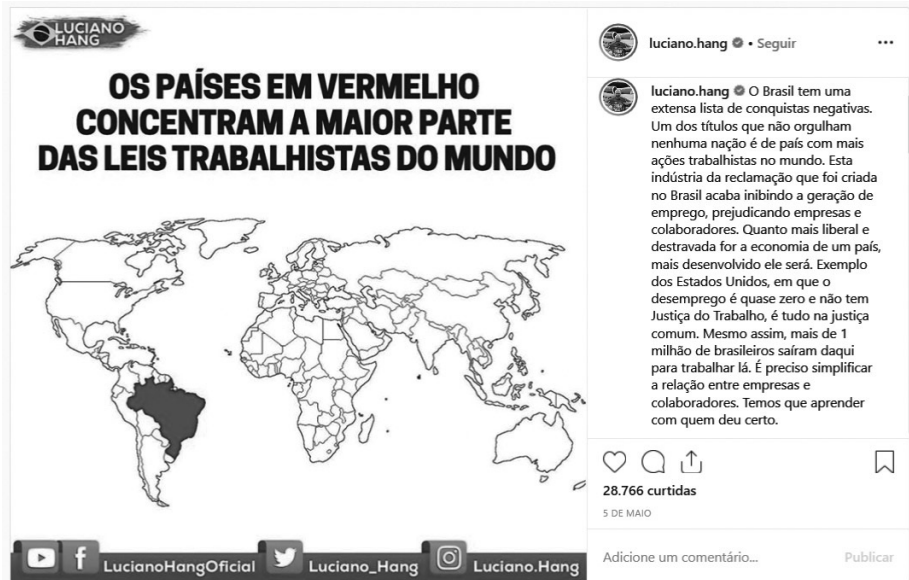 LUCIANO
HANG
OS PAÍSES EM VERMELHO
CONCENTRAM A MAIOR PARTE
DAS LEIS TRABALHISTAS DO MUNDO
LucianoHangOficial
Luciano_Hang
Luciano.Hang
luciano.hang • Seguir
luciano.hang O Brasil tem uma
extensa lista de conquistas negativas.
Um dos títulos que não orgulham
nenhuma nação é de país com mais
ações trabalhistas no mundo. Esta
indústria da reclamação que foi criada
no Brasil acaba inibindo a geração de
emprego, prejudicando empresas e
colaboradores. Quanto mais liberal e
destravada for a economia de um país,
mais desenvolvido ele será. Exemplo
dos Estados Unidos, em que o
desemprego é quase zero e não tem
Justiça do Trabalho, é tudo na justiça
comum. Mesmo assim, mais de 1
milhão de brasileiros saíram daqui
para trabalhar lá. É preciso simplificar
a relação entre empresas e
colaboradores. Temos que aprender
com quem deu certo.
28.766 curtidas
5 DE MAIO
Adicione um comentário... Publicar